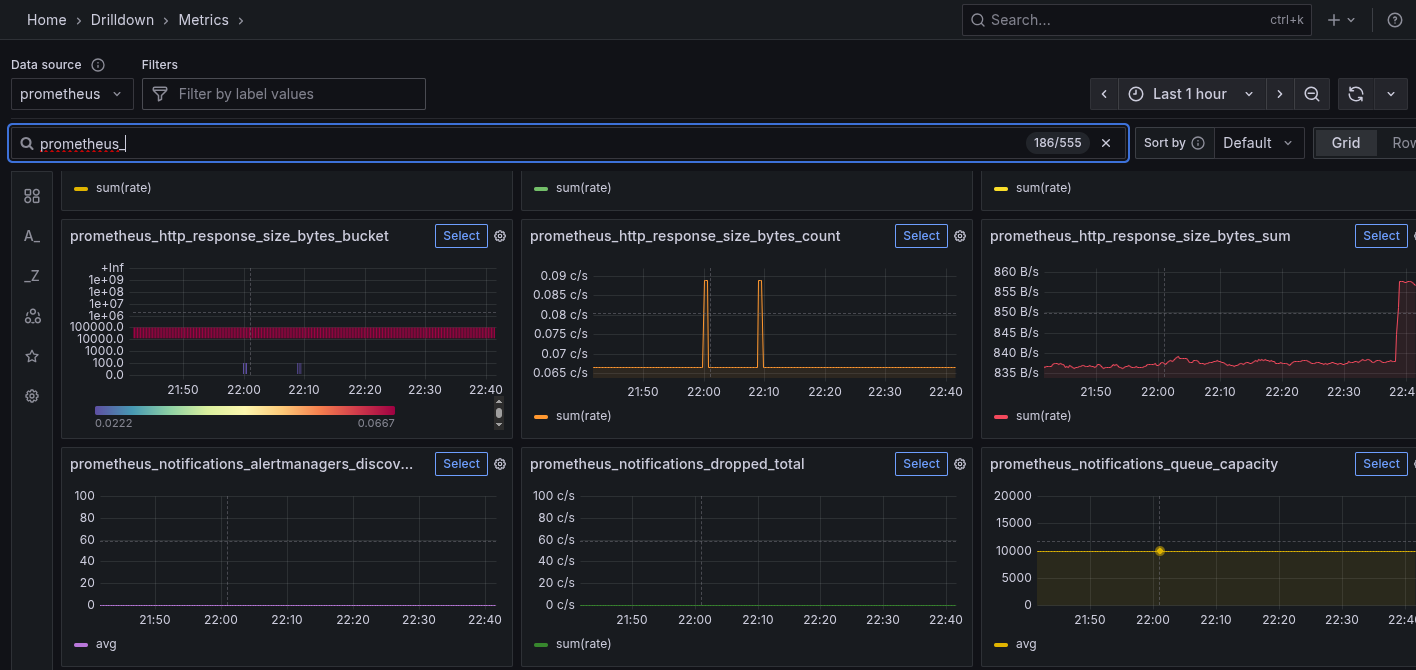 Home › Drilldown › Metrics ›
Search... ctrl+k
Data source Filters
prometheus Filter by label values Last 1 hour
prometheus_ 186/555 Sort by Default Grid Row
A_
_Z
sum(rate) sum(rate) sum(rate)
prometheus_http_response_size_bytes_bucket Select
+Inf
1e+09
1e+08
1e+07
1e+06
100000.0
10000.0
1000.0
100.0
0.0
21:50 22:00 22:10 22:20 22:30 22:40
0.0222 0.0667
prometheus_http_response_size_bytes_count Select
0.09 c/s
0.085 c/s
0.08 c/s
0.075 c/s
0.07 c/s
0.065 c/s
21:50 22:00 22:10 22:20 22:30 22:40
sum(rate)
prometheus_http_response_size_bytes_sum Select
860 B/s
855 B/s
850 B/s
845 B/s
840 B/s
835 B/s
21:50 22:00 22:10 22:20 22:30 22:4
sum(rate)
prometheus_notifications_alertmanagers_discov... Select
100
80
60
40
20
0
21:50 22:00 22:10 22:20 22:30 22:40
avg
prometheus_notifications_dropped_total Select
100 c/s
80 c/s
60 c/s
40 c/s
20 c/s
0 c/s
21:50 22:00 22:10 22:20 22:30 22:40
sum(rate)
prometheus_notifications_queue_capacity Select
20000
15000
10000
5000
0
21:50 22:00 22:10 22:20 22:30 22:40
avg